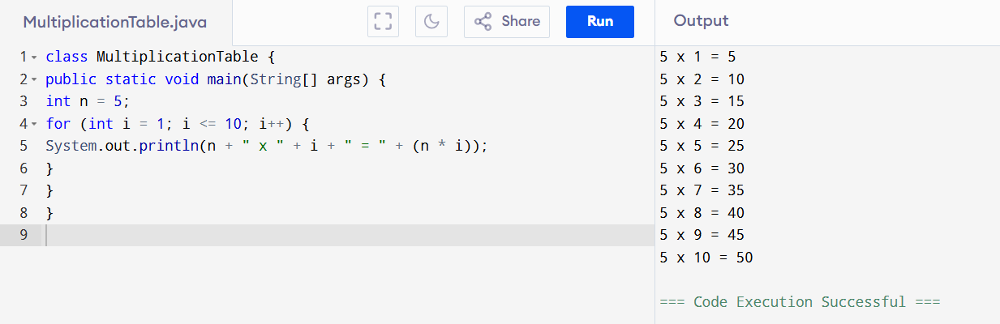 MultiplicationTable.java
Share
Run
Output
1 class MultiplicationTable {
2 public static void main(String[] args) {
3 int n = 5;
4 for (int i = 1; i <= 10; i++) {
5 System.out.println(n + " x " + i + " = " + (n * i));
6 }
7 }
8 }
9
5 x 1 = 5
5 x 2 = 10
5 x 3 = 15
5 x 4 = 20
5 x 5 = 25
5 x 6 = 30
5 x 7 = 35
5 x 8 = 40
5 x 9 = 45
5 x 10 = 50
=== Code Execution Successful ===